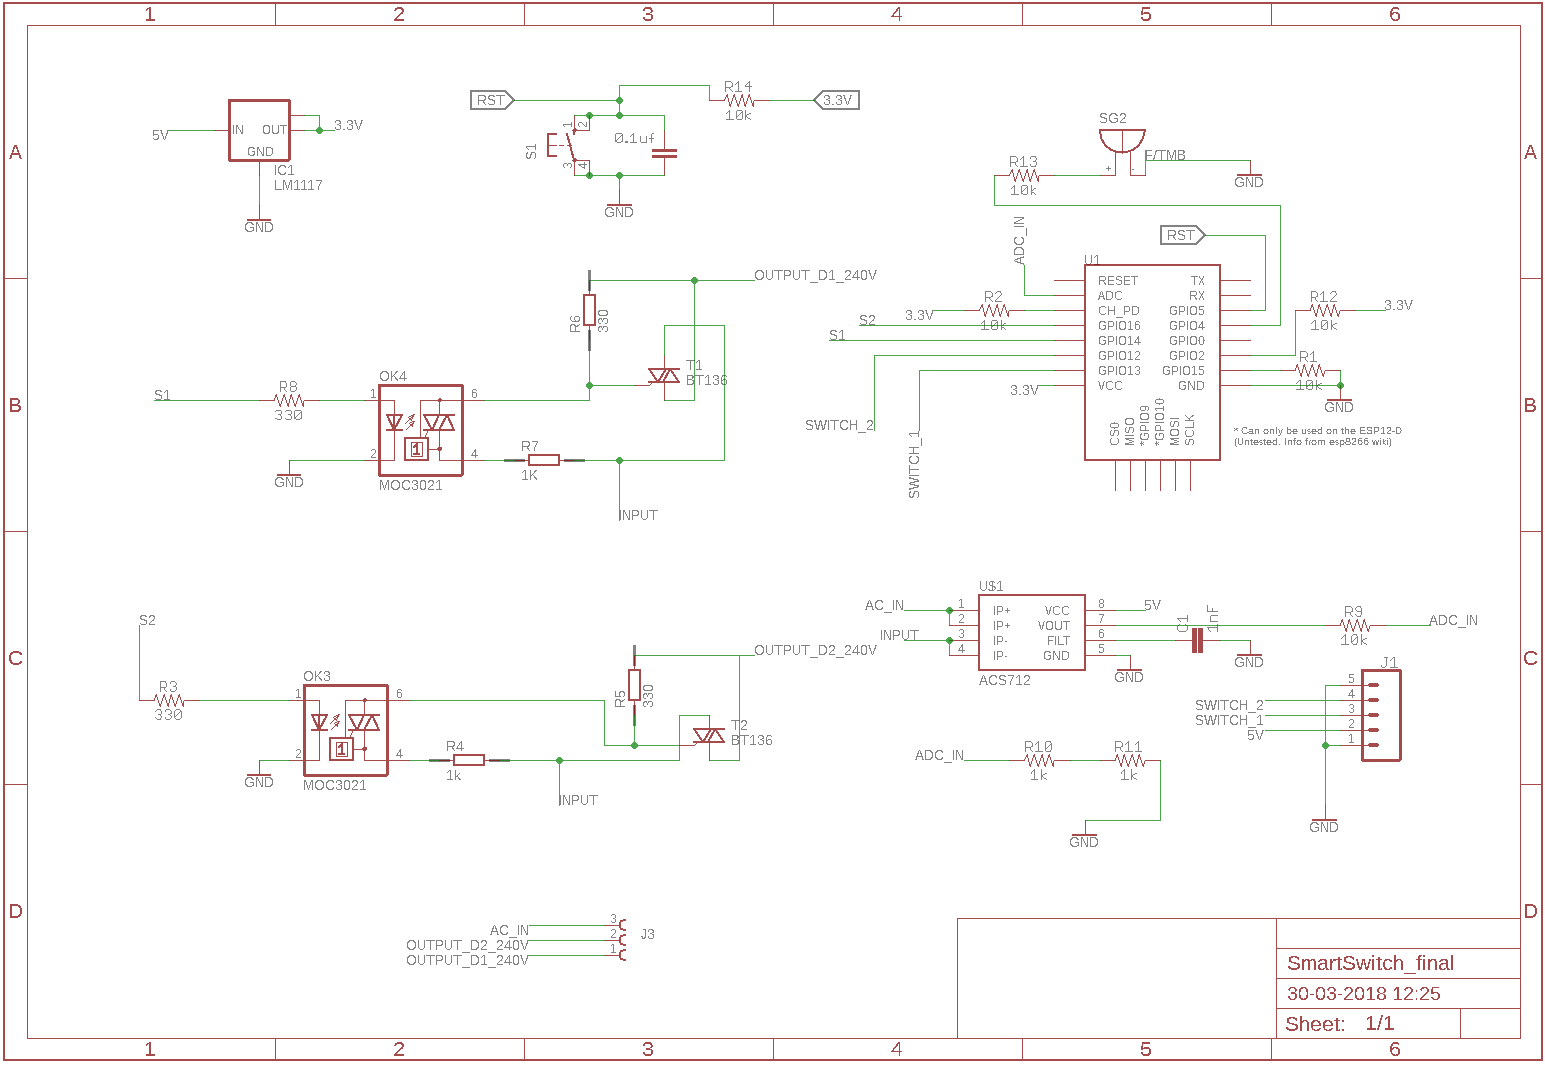 1 2 3 4 5 6
A
B
C
D
A
B
C
D
5V
IN
OUT
GND
3.3V
IC1
LM1117
GND
RST
R14
10k
3.3V
S1
1
2
3
4
0.1uf
GND
SG2
F/TMB
+
-
R13
10k
GND
RST
ADC_IN
U1
RESET
ADC
CH_PD
GPIO16
GPIO14
GPIO12
GPIO13
VCC
TX
RX
GPIO5
GPIO4
GPIO0
GPIO2
GPIO15
GND
CS0
MISO
*GPIO9
*GPIO10
MOSI
SCLK
3.3V
R2
10k
S2
S1
3.3V
SWITCH_2
SWITCH_1
R12
10k
3.3V
R1
10k
GND
* Can only be used on the ESP12-D
(Untested. Info from esp8266 wiki)
OUTPUT_D1_240V
R6
330
T1
BT136
S1
R8
330
OK4
1
2
6
4
1
MOC3021
GND
R7
1K
INPUT
S2
R3
330
OK3
1
2
6
4
1
MOC3021
GND
R4
1k
INPUT
R5
330
T2
BT136
OUTPUT_D2_240V
U$1
AC_IN
INPUT
1
2
3
4
IP+
IP+
IP-
IP-
VCC
VOUT
FILT
GND
8
7
6
5
ACS712
5V
C1
1nF
GND
GND
R9
10k
ADC_IN
J1
5
4
3
2
1
SWITCH_2
SWITCH_1
5V
GND
ADC_IN
R10
1k
R11
1k
GND
AC_IN
OUTPUT_D2_240V
OUTPUT_D1_240V
3
2
1
J3
SmartSwitch_final
30-03-2018 12:25
Sheet: 1/1
1 2 3 4 5 6